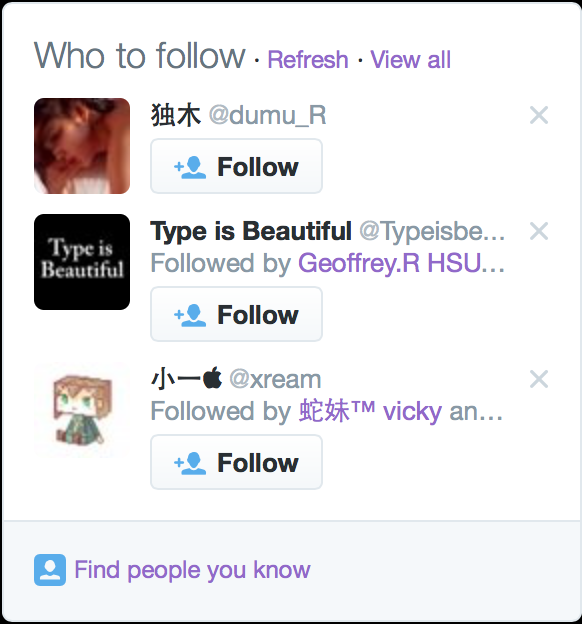 Who to follow · Refresh · View all
独木 @dumu_R
Follow
Type is Beautiful
Type is Beautiful @Typeisbe...
Followed by Geoffrey.R HSU...
Follow
小一 @xream
Followed by 蛇妹™ vicky an...
Follow
Find people you know